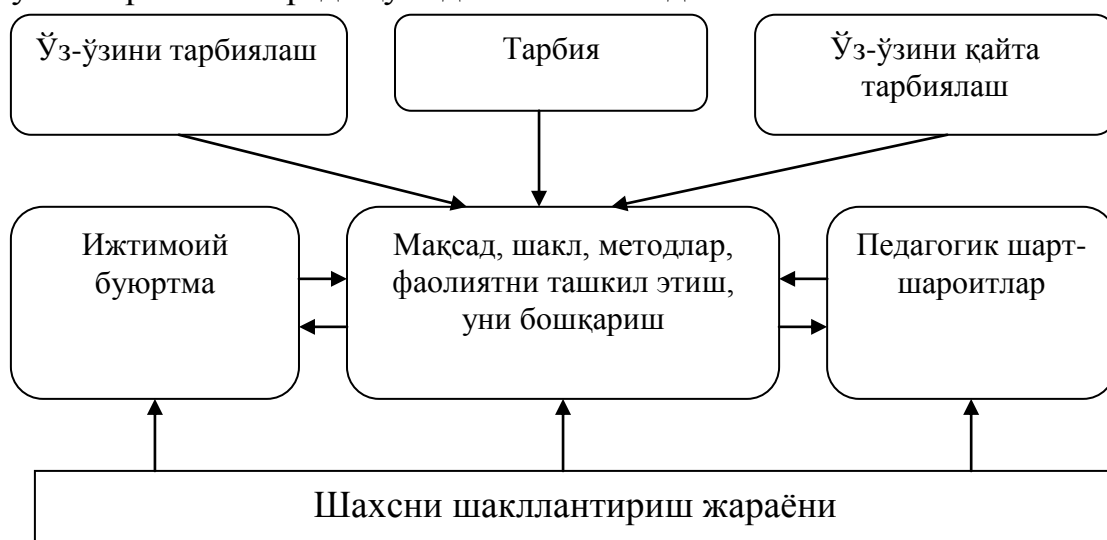 Ўз-ўзини тарбиялаш
Тарбия
Ўз-ўзини қайта
тарбиялаш
Ижтимоий
буюртма
Мақсад, шакл, методлар,
фаолиятни ташкил этиш,
уни бошқариш
Педагогик шарт-
шароитлар
Шахсни шакллантириш жараёни